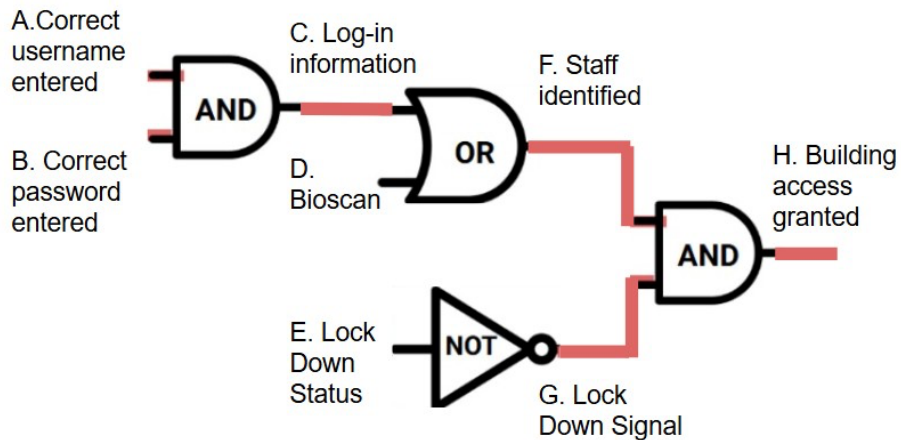 A.Correct
username
entered
AND
B. Correct
password
entered
C. Log-in
information
D.
Bioscan
OR
F. Staff
identified
E. Lock
Down
Status
NOT
G. Lock
Down Signal
AND
H. Building
access
granted